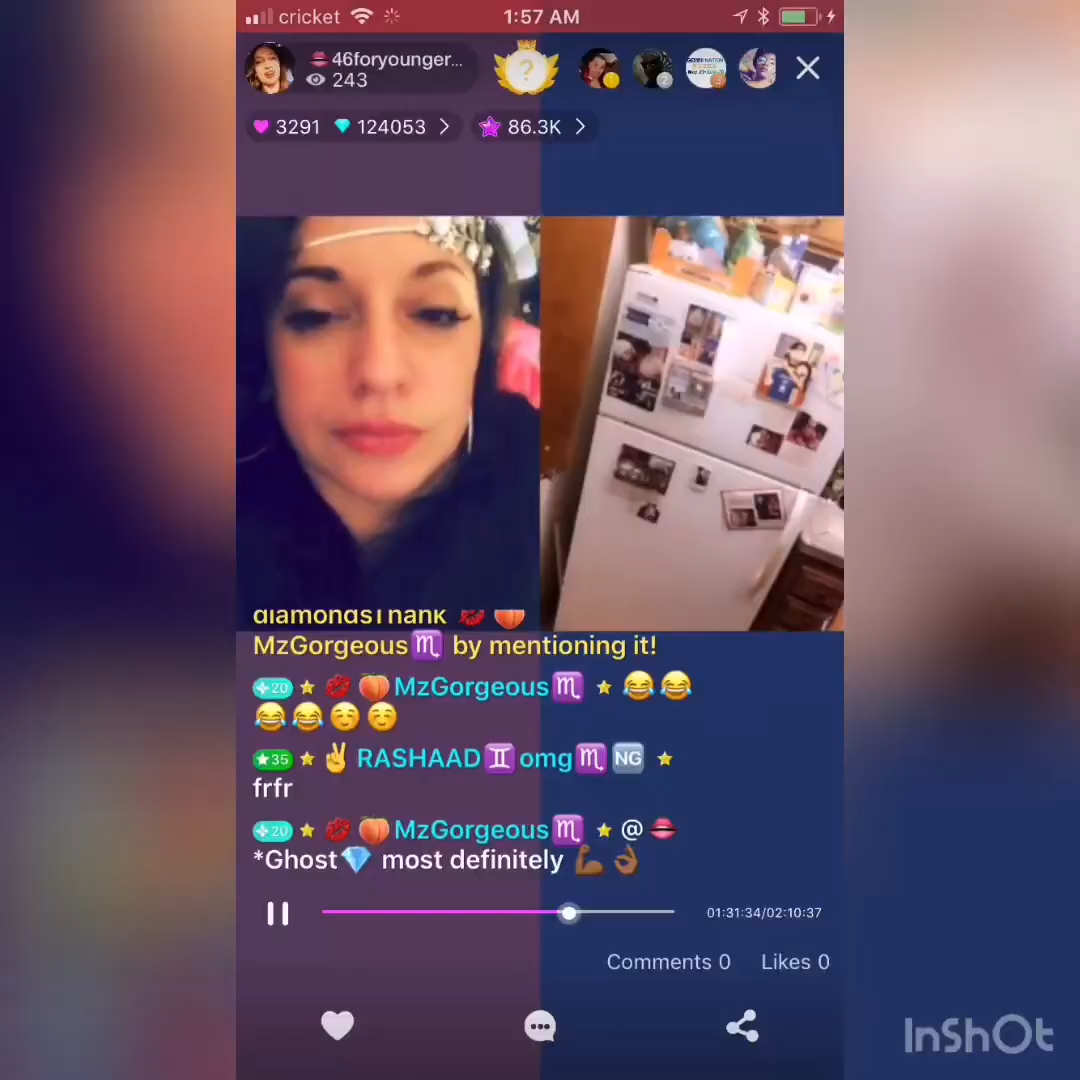 cricket 1:57 AM
46foryounger...
243
3291 124053 86.3K
MzGorgeous♏ by mentioning it!
+20 ⭐ 💋 🍑 MzGorgeous♏ ⭐ 😂 😂
😂 😂 ☺️ ☺️
★35 ⭐ ✌️ RASHAAD♊ omg♏ NG ⭐
frfr
+20 ⭐ 💋 🍑 MzGorgeous♏ ⭐ @👄
*Ghost💎 most definitely 💪🏾 👌🏾
01:31:34/02:10:37
Comments 0 Likes 0
InShOt